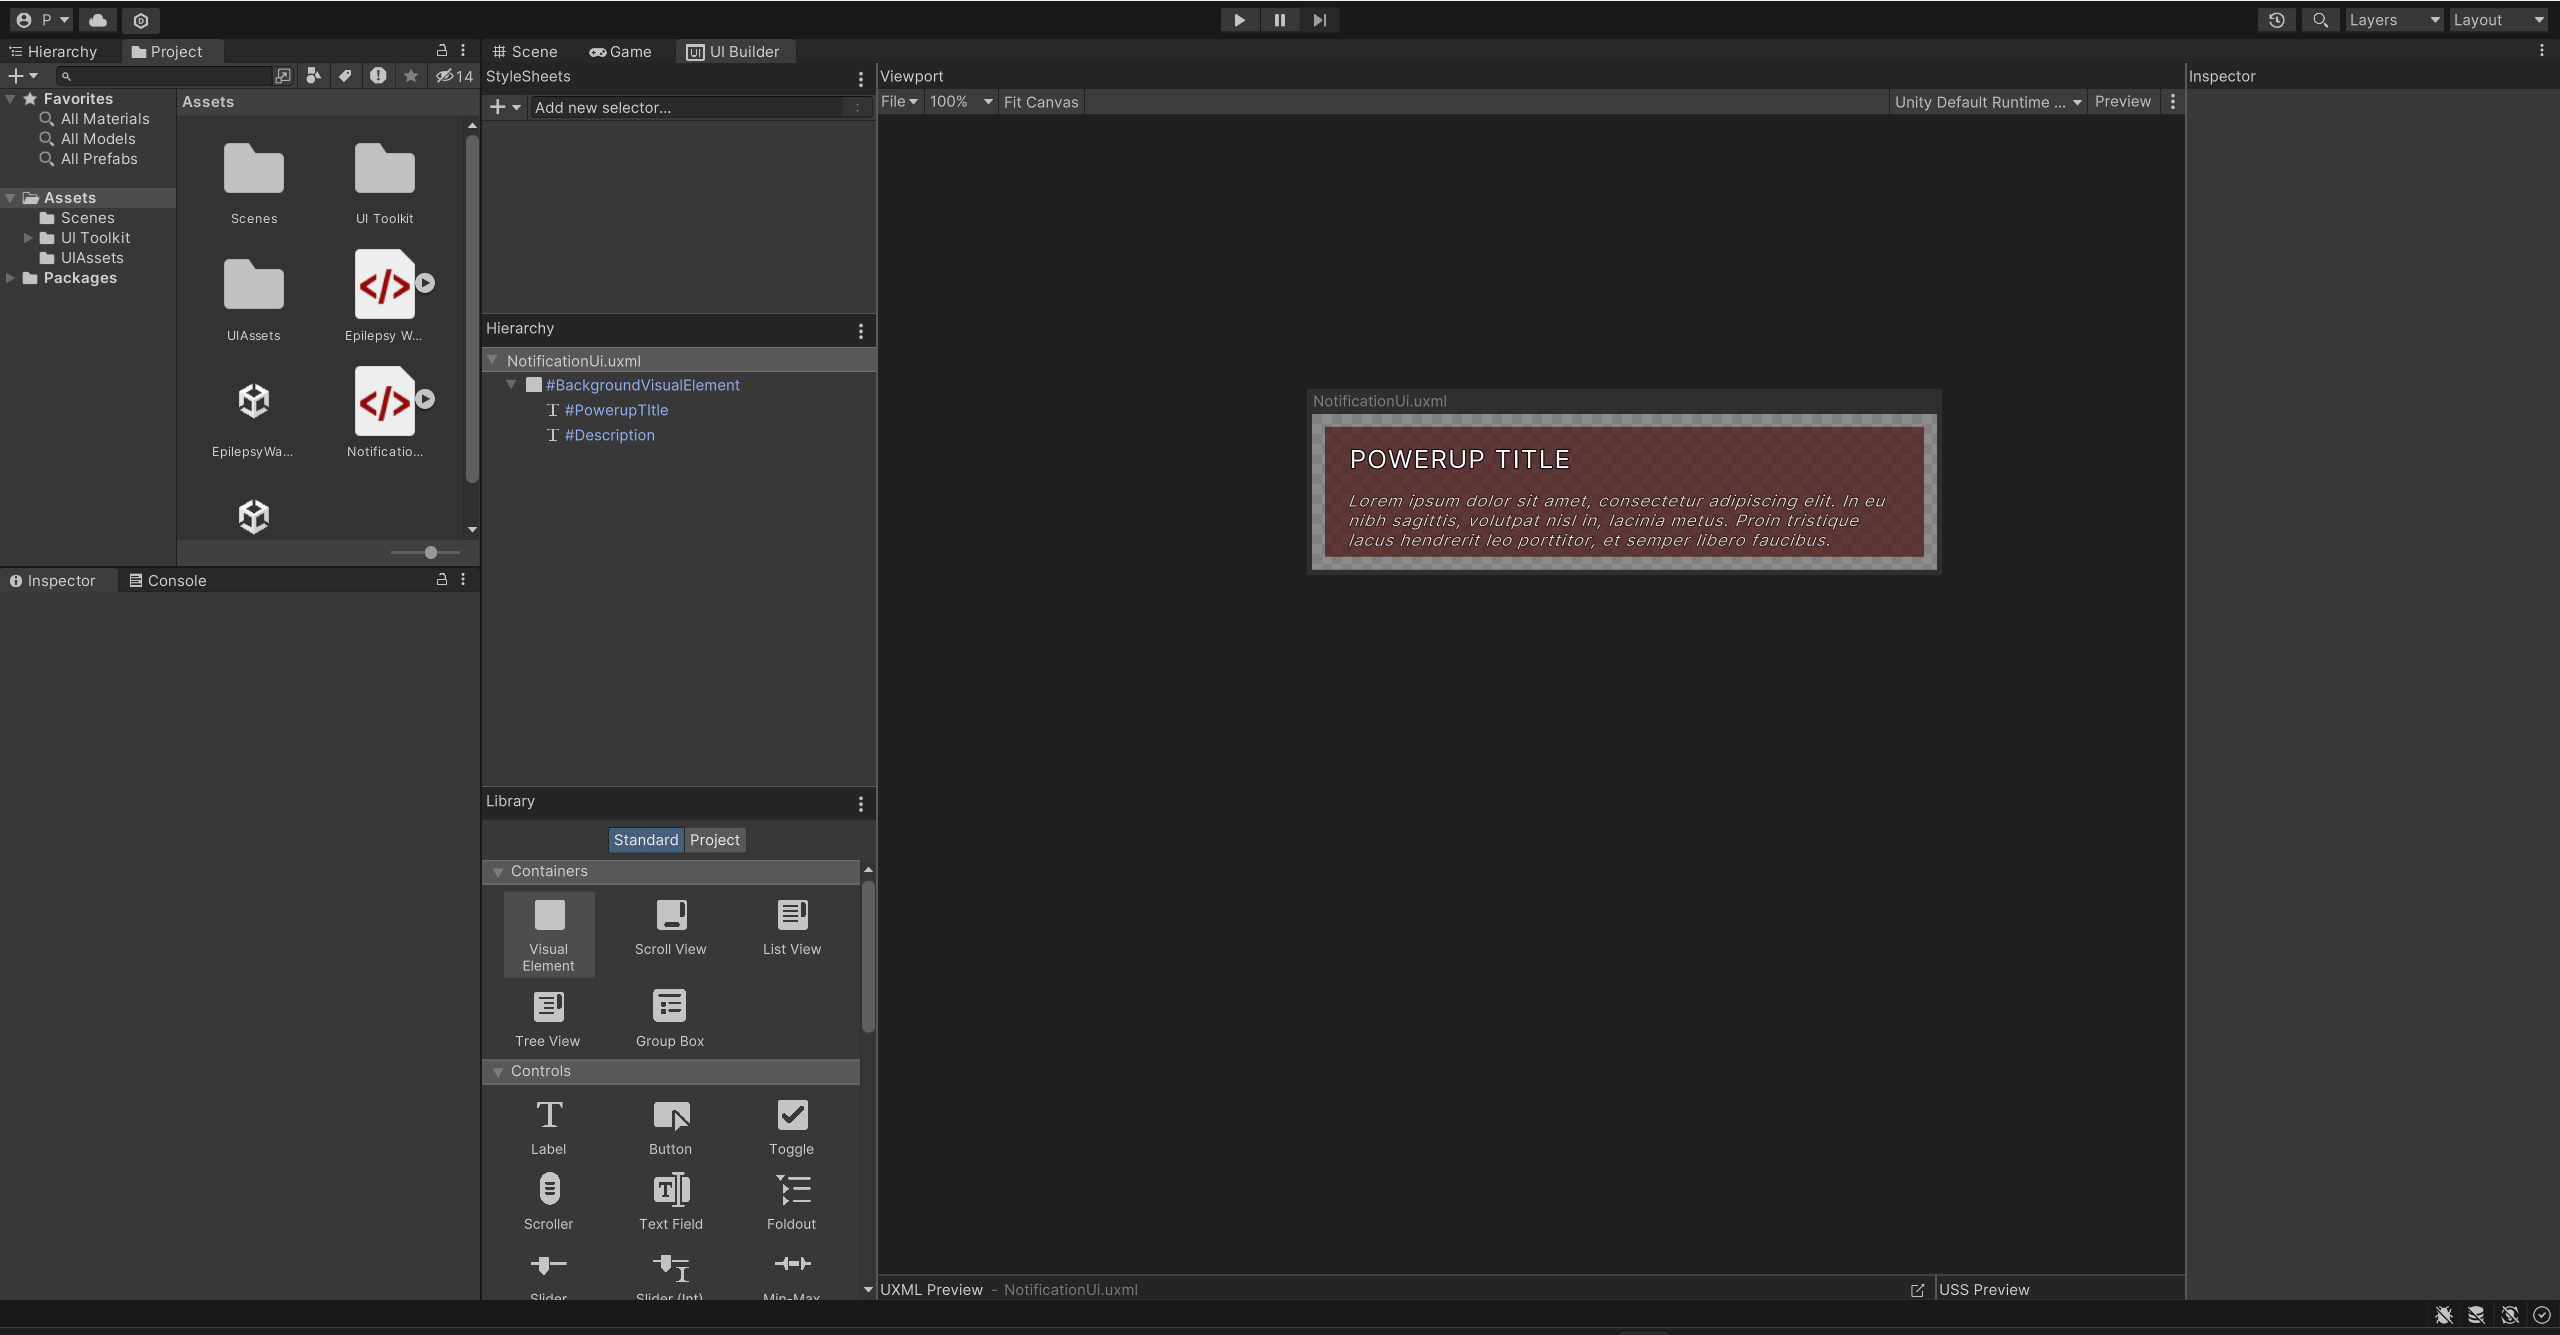 P
Layers
Layout
Hierarchy
Project
14
Favorites
All Materials
All Models
All Prefabs
Assets
Scenes
UI Toolkit
UIAssets
Packages
Assets
Scenes
UI Toolkit
UIAssets
Epilepsy W...
EpilepsyWa...
Notificatio...
Inspector
Console
Scene
Game
UI Builder
StyleSheets
Add new selector...
Hierarchy
NotificationUi.uxml
#BackgroundVisualElement
#PowerupTItle
#Description
Library
Standard
Project
Containers
Visual
Element
Scroll View
List View
Tree View
Group Box
Controls
Label
Button
Toggle
Scroller
Text Field
Foldout
Slider
Slider (Int)
Min-Max
Viewport
File
100%
Fit Canvas
Unity Default Runtime ...
Preview
NotificationUi.uxml
POWERUP TITLE
Lorem ipsum dolor sit amet, consectetur adipiscing elit. In eu
nibh sagittis, volutpat nisl in, lacinia metus. Proin tristique
lacus hendrerit leo porttitor, et semper libero faucibus.
UXML Preview - NotificationUi.uxml
USS Preview
Inspector